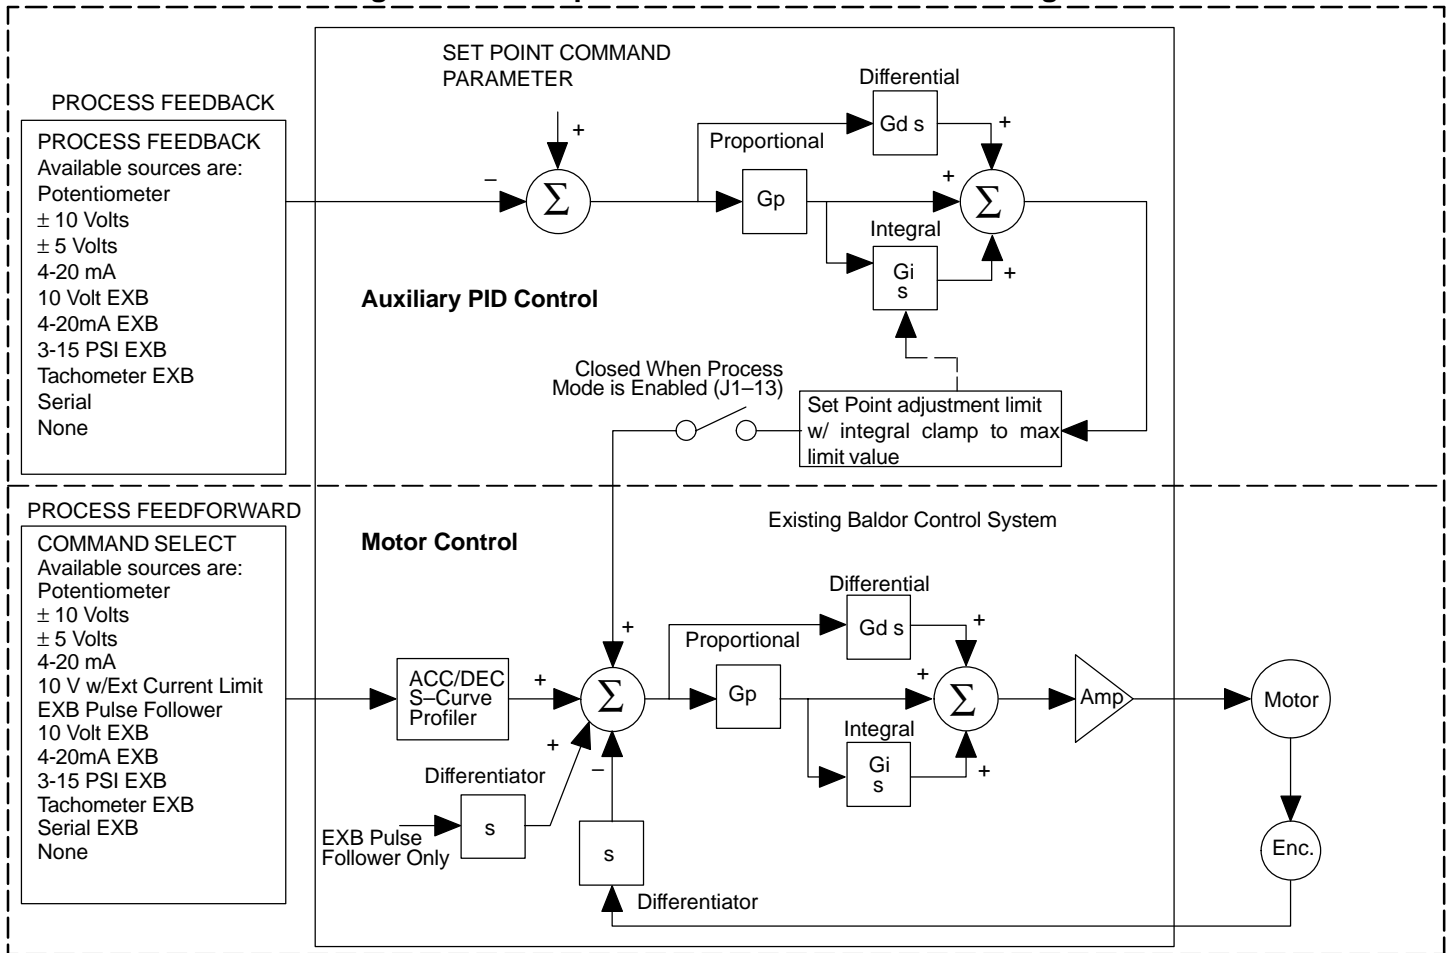 SET POINT COMMAND
PARAMETER
Differential
PROCESS FEEDBACK
PROCESS FEEDBACK
Available sources are:
Potentiometer
± 10 Volts
± 5 Volts
4-20 mA
10 Volt EXB
4-20mA EXB
3-15 PSI EXB
Tachometer EXB
Serial
None
+
–
Σ
Proportional
Gd s
+
Gp
+
Σ
Integral
Gi
s
+
Auxiliary PID Control
Closed When Process
Mode is Enabled (J1–13)
Set Point adjustment limit
w/ integral clamp to max
limit value
PROCESS FEEDFORWARD
COMMAND SELECT
Available sources are:
Potentiometer
± 10 Volts
± 5 Volts
4-20 mA
10 V w/Ext Current Limit
EXB Pulse Follower
10 Volt EXB
4-20mA EXB
3-15 PSI EXB
Tachometer EXB
Serial EXB
None
Motor Control
Existing Baldor Control System
Differential
+
Proportional
Gd s
+
ACC/DEC
S–Curve
Profiler
+
Σ
Gp
+
Σ
Amp
Motor
Integral
Gi
s
+
+
–
Differentiator
s
EXB Pulse
Follower Only
s
Differentiator
Enc.